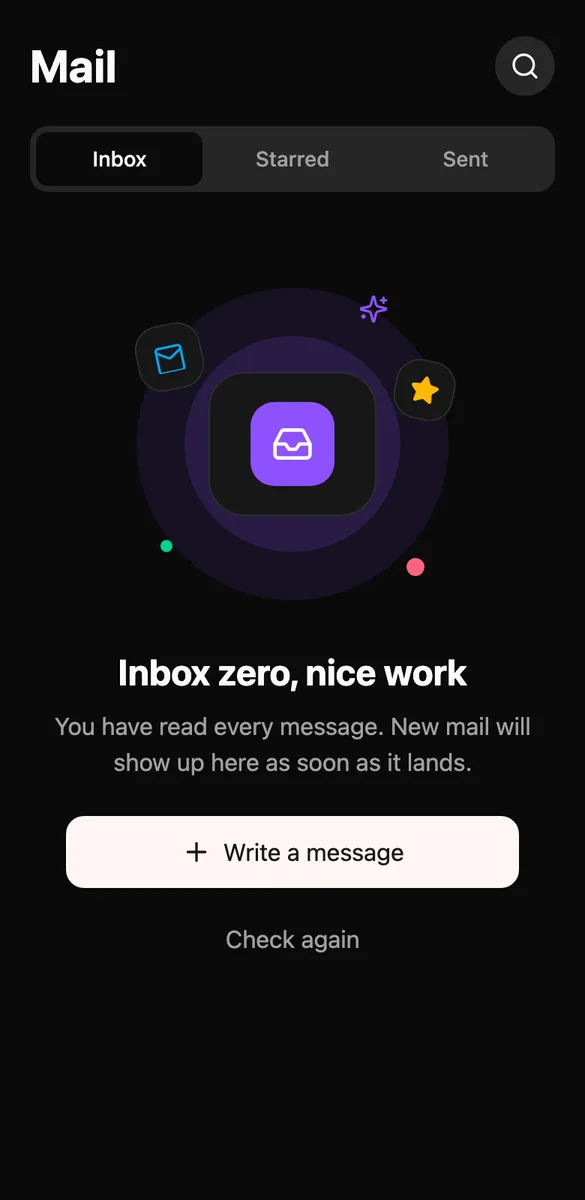 Mail
Inbox
Starred
Sent
Inbox zero, nice work
You have read every message. New mail will
show up here as soon as it lands.
Write a message
Check again